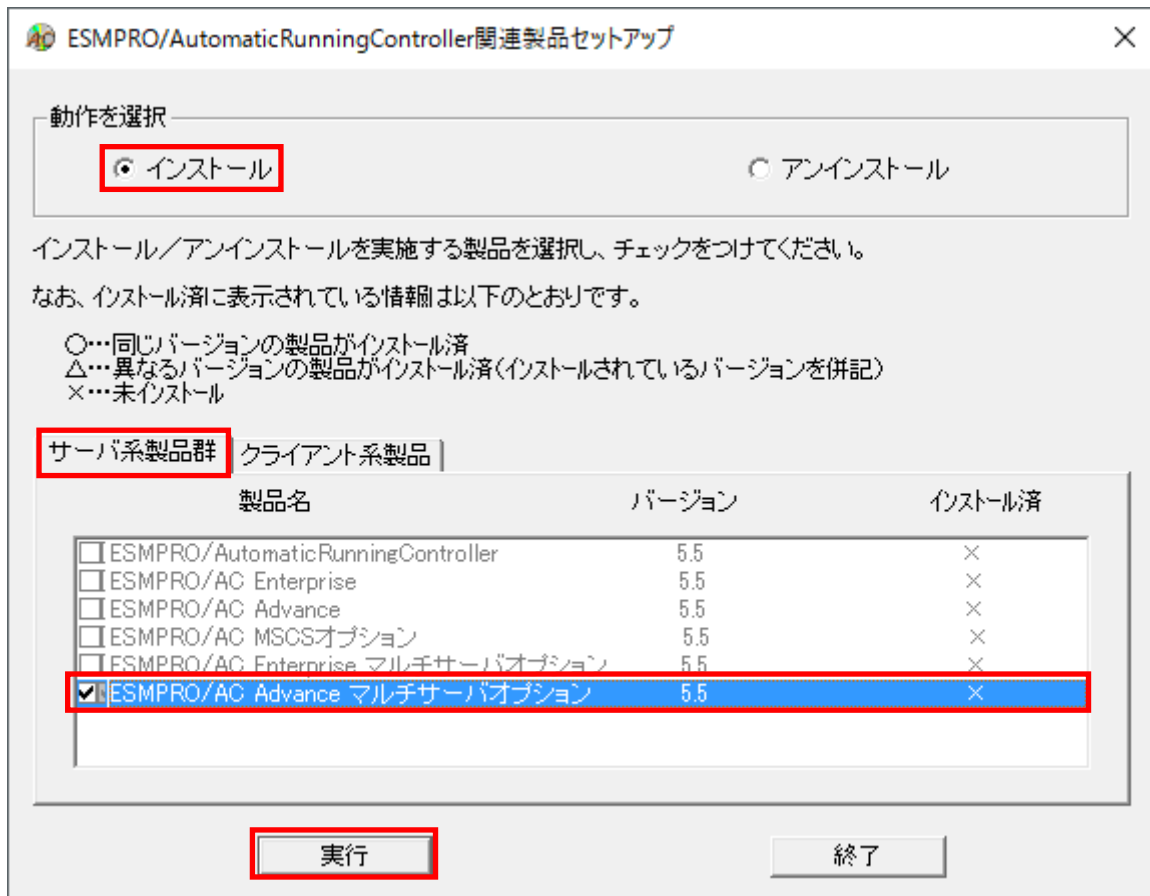 ESMPRO/AutomaticRunningController関連製品セットアップ
動作を選択
インストール アンインストール
インストール／アンインストールを実施する製品を選択し、チェックをつけてください。
なお、インストール済に表示されている情報は以下のとおりです。
○…同じバージョンの製品がインストール済
△…異なるバージョンの製品がインストール済(インストールされているバージョンを併記)
×…未インストール
サーバ系製品群 クライアント系製品
製品名 バージョン インストール済
ESMPRO/AutomaticRunningController 5.5 ×
ESMPRO/AC Enterprise 5.5 ×
ESMPRO/AC Advance 5.5 ×
ESMPRO/AC MSCSオプション 5.5 ×
ESMPRO/AC Enterprise マルチサーバオプション 5.5 ×
ESMPRO/AC Advance マルチサーバオプション 5.5 ×
実行 終了